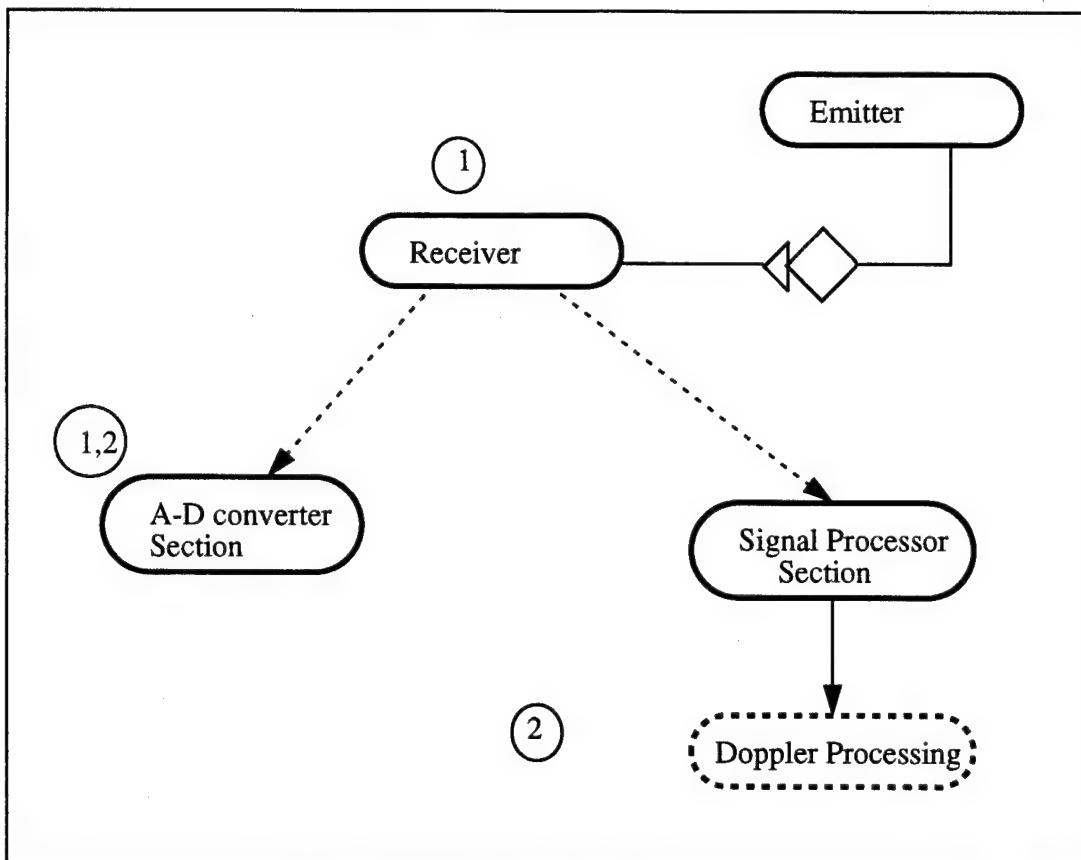 Emitter
1
Receiver
1,2
A-D converter
Section
Signal Processor
Section
2
Doppler Processing